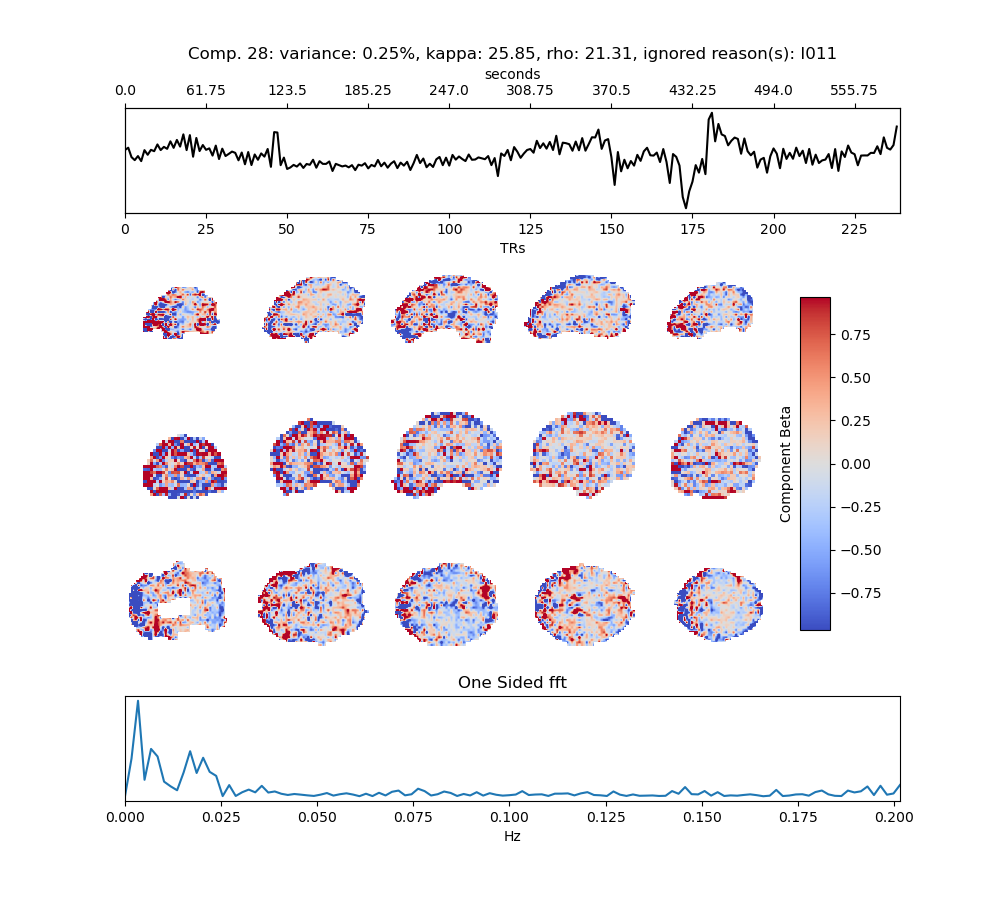 Comp. 28: variance: 0.25%, kappa: 25.85, rho: 21.31, ignored reason(s): I011
seconds
0.0 61.75 123.5 185.25 247.0 308.75 370.5 432.25 494.0 555.75
0 25 50 75 100 125 150 175 200 225
TRs
0.75
0.50
0.25
0.00
−0.25
−0.50
−0.75
Component Beta
One Sided fft
0.000 0.025 0.050 0.075 0.100 0.125 0.150 0.175 0.200
Hz